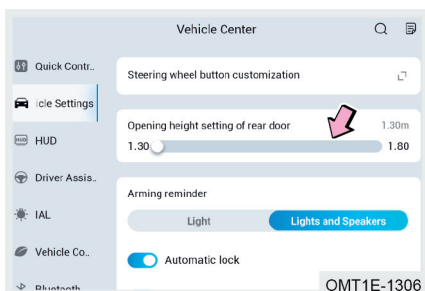 Vehicle Center
Quick Contr..
icle Settings
HUD
HUD
Driver Assis..
IAL
Vehicle Co..
Bluetooth
Steering wheel button customization
Opening height setting of rear door 1.30m
1.30 1.80
Arming reminder
Light Lights and Speakers
Automatic lock
OMT1E-1306